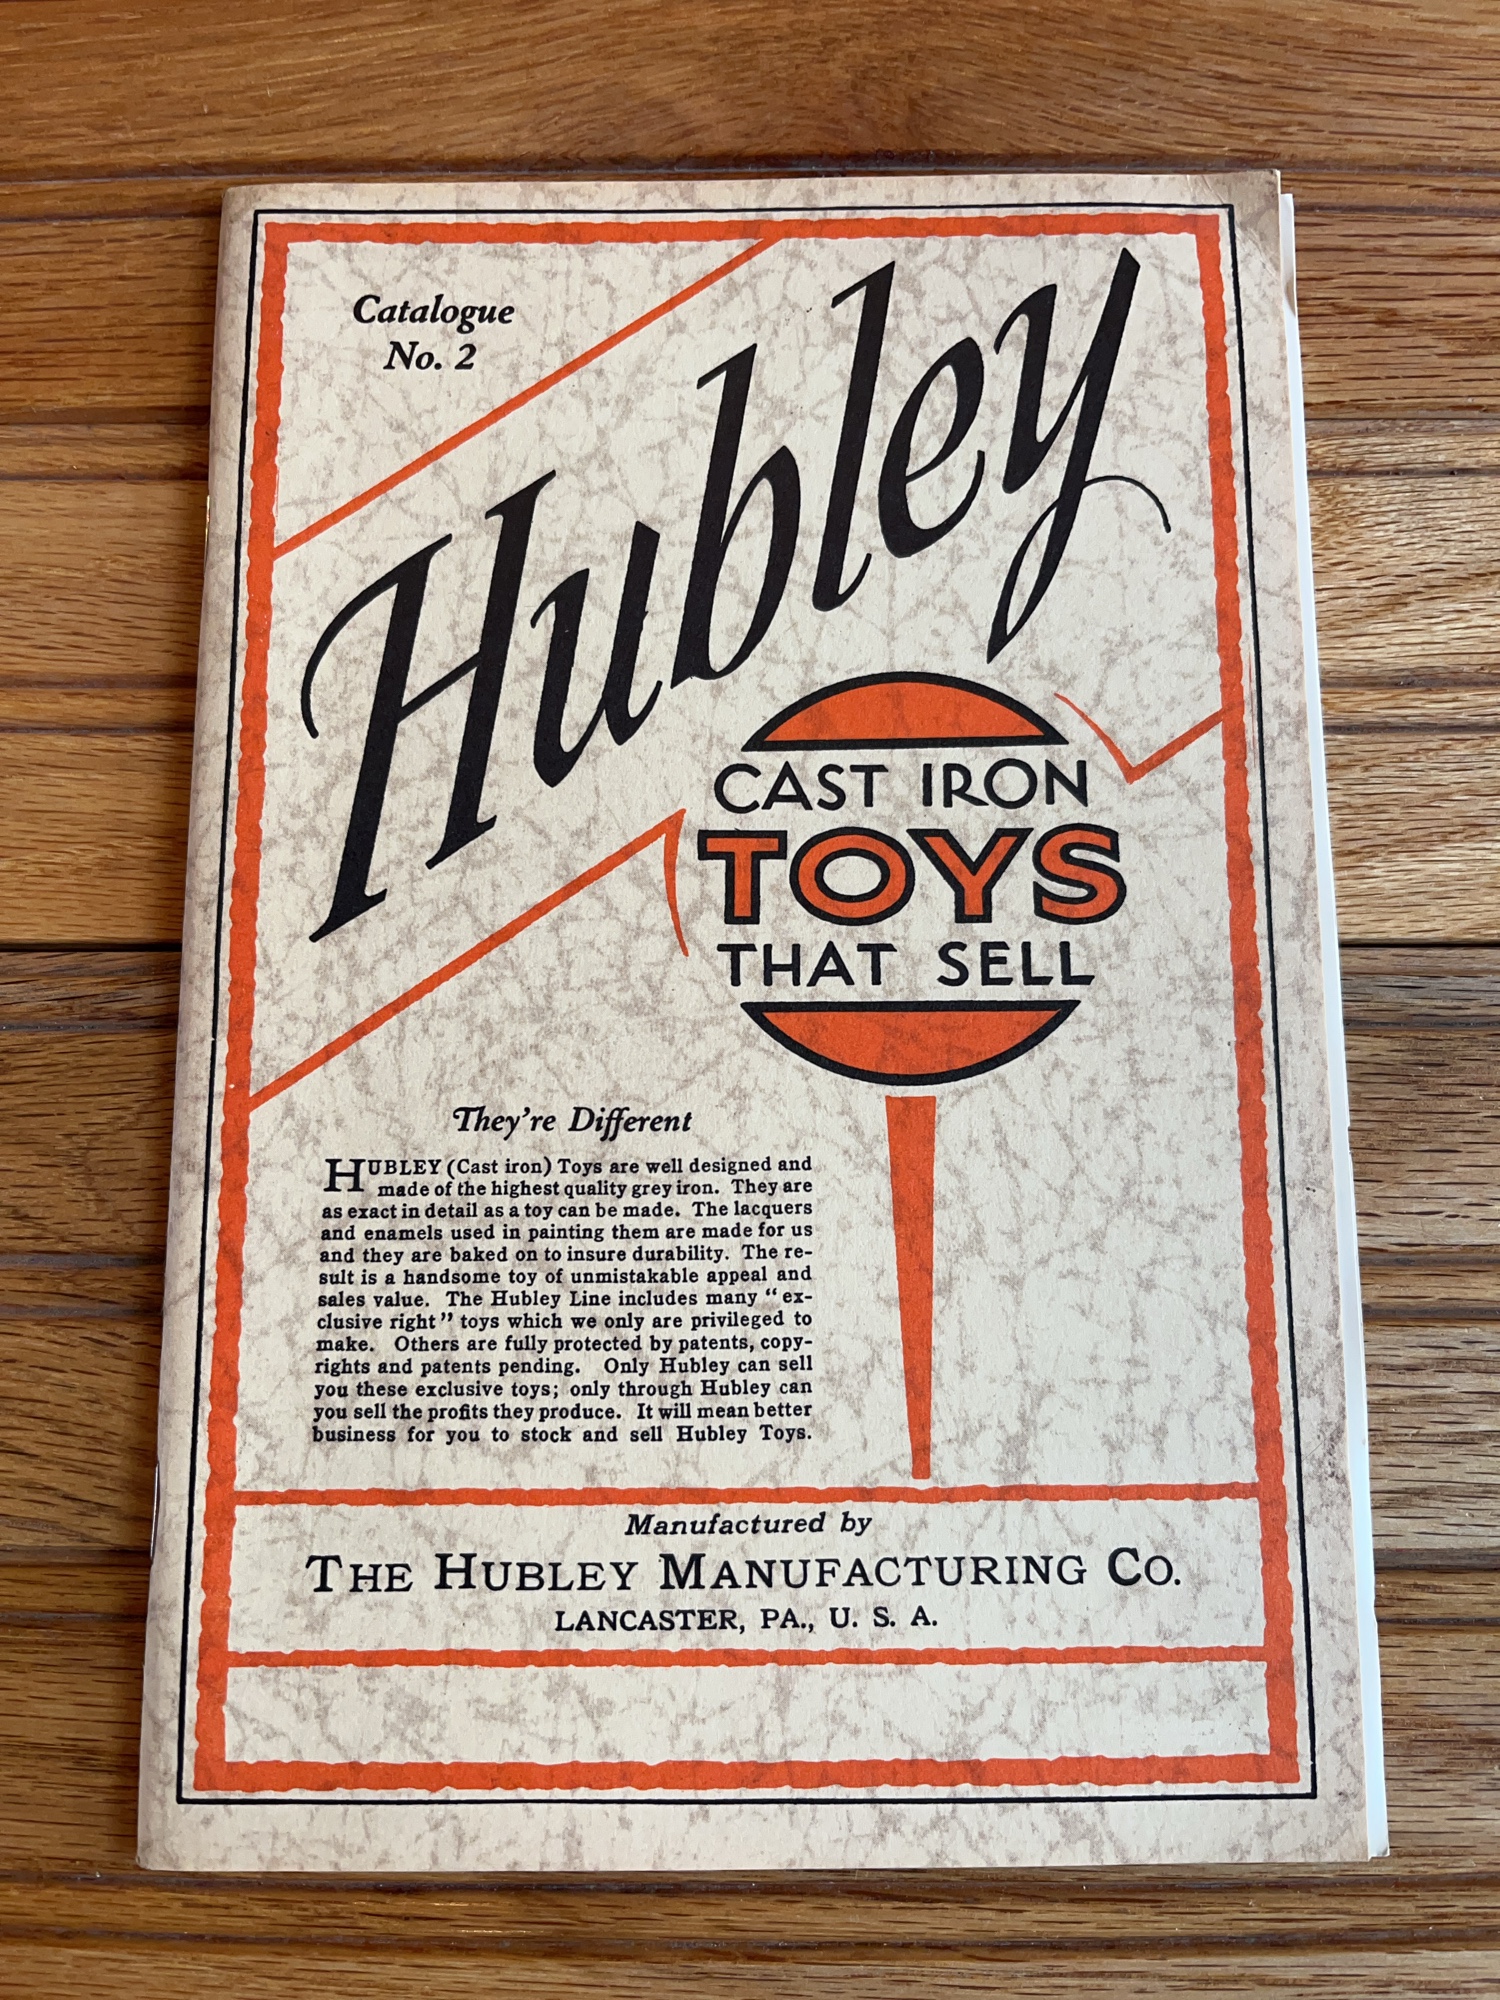 Catalogue
No. 2
Hubley
CAST IRON
TOYS
THAT SELL
They're Different
HUBLEY (Cast iron) Toys are well designed and
made of the highest quality grey iron. They are
as exact in detail as a toy can be made. The lacquers
and enamels used in painting them are made for us
and they are baked on to insure durability. The re-
sult is a handsome toy of unmistakable appeal and
sales value. The Hubley Line includes many "ex-
clusive right" toys which we only are privileged to
make. Others are fully protected by patents, copy-
rights and patents pending. Only Hubley can sell
you these exclusive toys; only through Hubley can
you sell the profits they produce. It will mean better
business for you to stock and sell Hubley Toys.
Manufactured by
THE HUBLEY MANUFACTURING CO.
LANCASTER, PA., U. S. A.